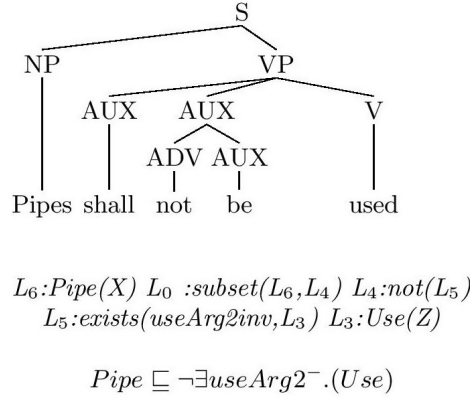 S
NP VP
AUX AUX V
ADV AUX
Pipes shall not be used
L₆:Pipe(X) L₀ :subset(L₆,L₄) L₄:not(L₅)
L₅:exists(useArg2inv,L₃) L₃:Use(Z)
Pipe ⊑ ¬∃useArg2⁻.(Use)